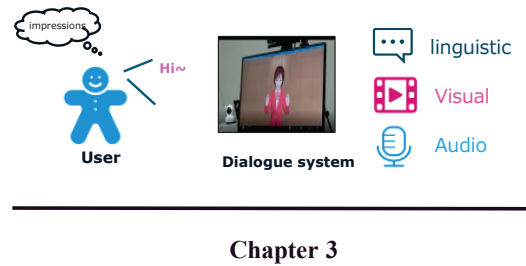 impressions
Hi~
linguistic
Visual
Audio
User
Dialogue system
Chapter 3